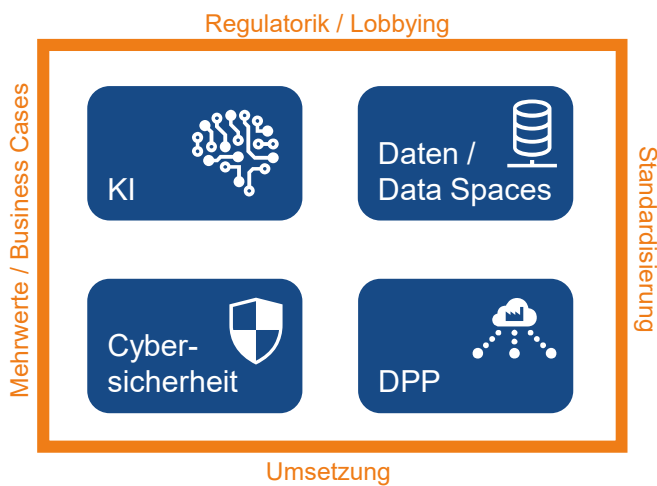 Regulatorik / Lobbying
Mehrwerte / Business Cases
KI
Daten /
Data Spaces
Standardisierung
Cyber-
sicherheit
DPP
Umsetzung